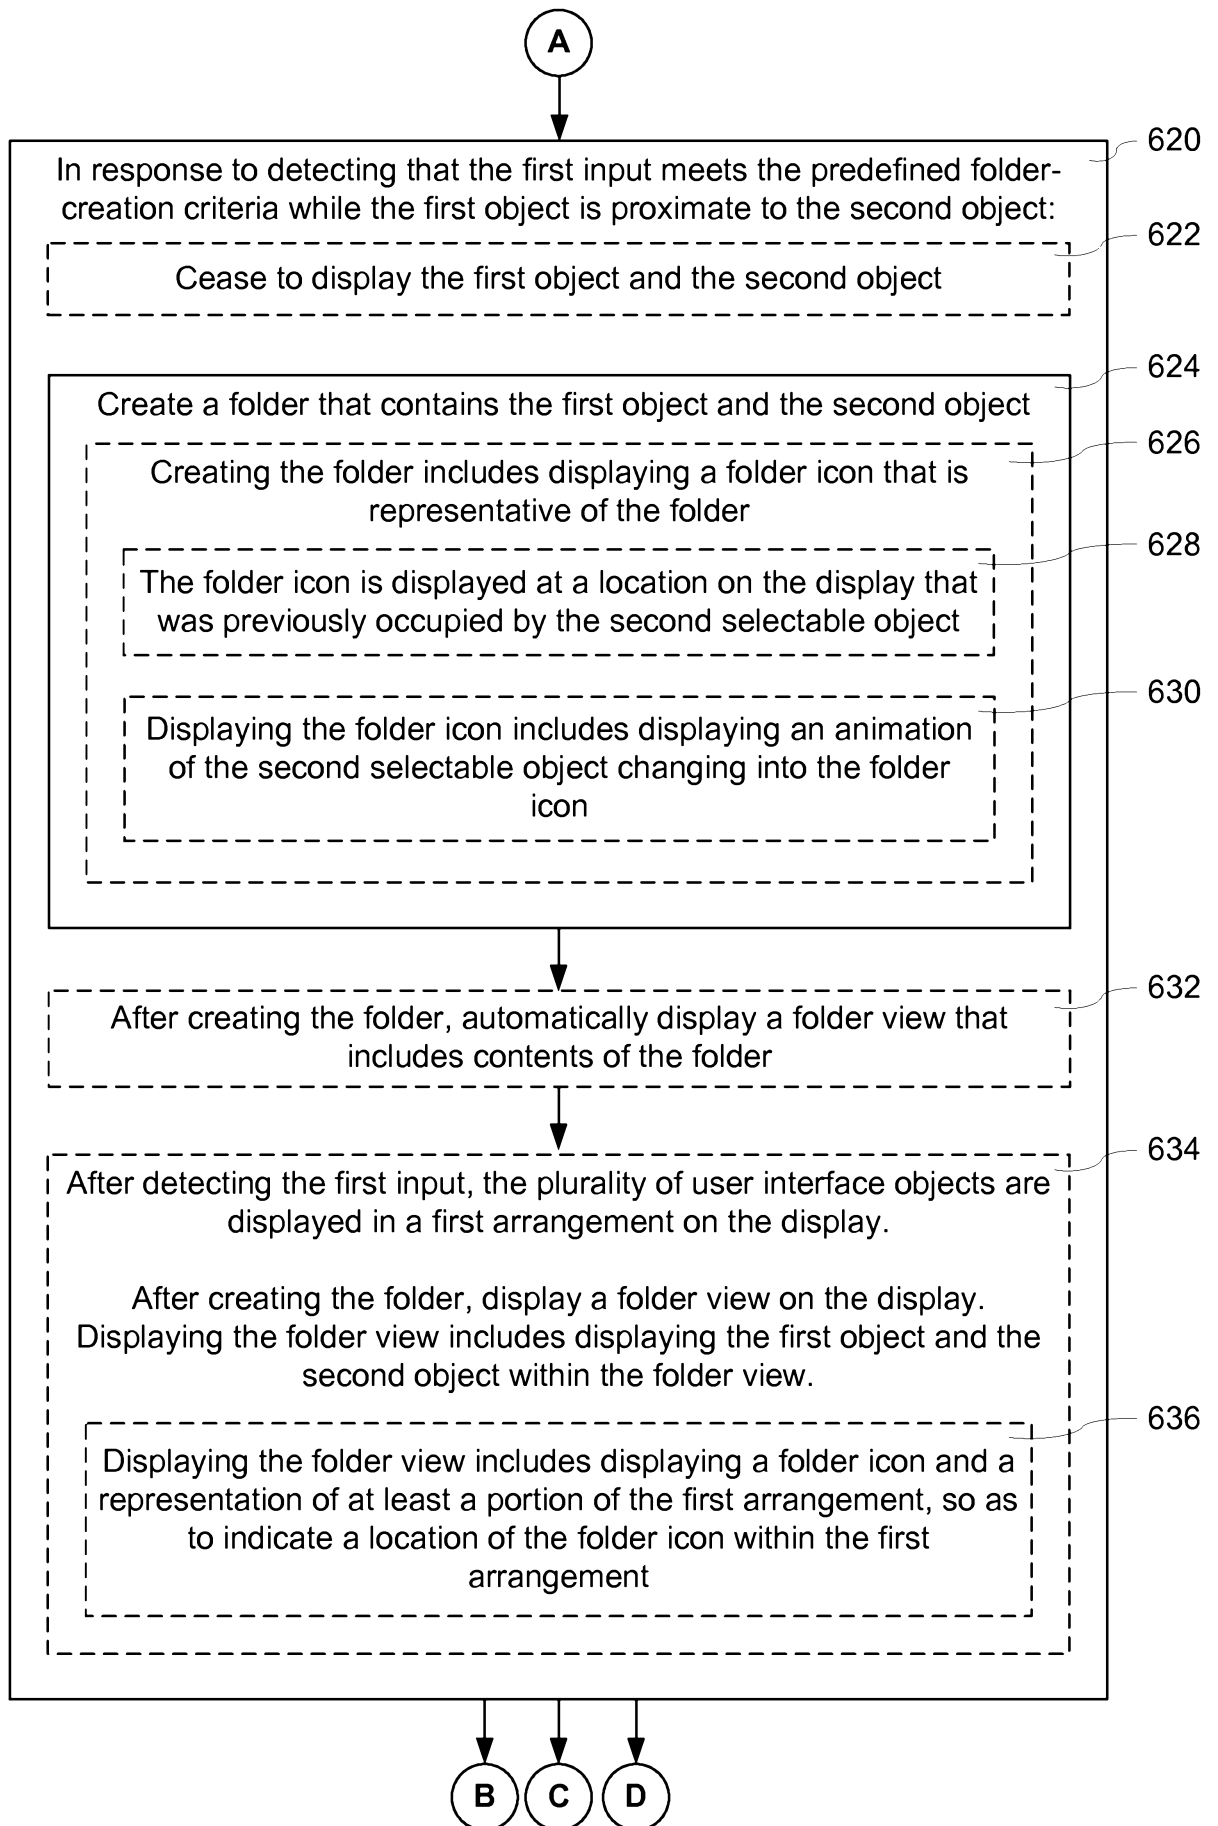 A
620
In response to detecting that the first input meets the predefined folder-
creation criteria while the first object is proximate to the second object:
622
Cease to display the first object and the second object
624
Create a folder that contains the first object and the second object
626
Creating the folder includes displaying a folder icon that is
representative of the folder
628
The folder icon is displayed at a location on the display that
was previously occupied by the second selectable object
630
Displaying the folder icon includes displaying an animation
of the second selectable object changing into the folder
icon
632
After creating the folder, automatically display a folder view that
includes contents of the folder
634
After detecting the first input, the plurality of user interface objects are
displayed in a first arrangement on the display.
After creating the folder, display a folder view on the display.
Displaying the folder view includes displaying the first object and the
second object within the folder view.
636
Displaying the folder view includes displaying a folder icon and a
representation of at least a portion of the first arrangement, so as
to indicate a location of the folder icon within the first
arrangement
B C D